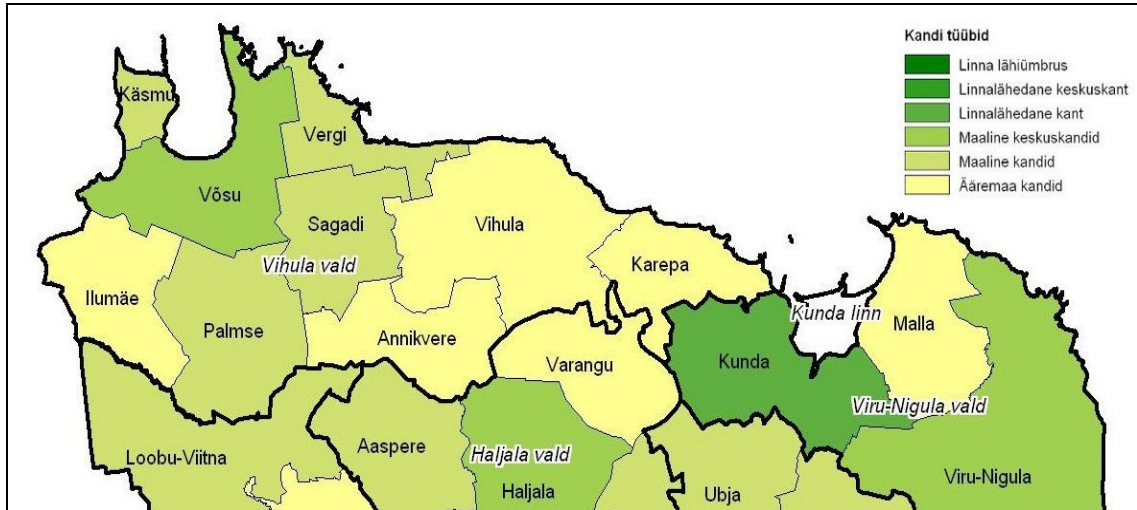 Kandi tüübid
Linna lähiümbrus
Linnalähedane keskuskant
Linnalähedane kant
Maaline keskuskandid
Maaline kandid
Ääremaa kandid
Käsmu
Vergi
Võsu
Sagadi
Vihula
Vihula vald
Karepa
Ilumäe
Kunda linn
Palmse
Annikvere
Malla
Varangu
Kunda
Viru-Nigula vald
Loobu-Viitna
Aaspere
Haljala vald
Haljala
Ubja
Viru-Nigula